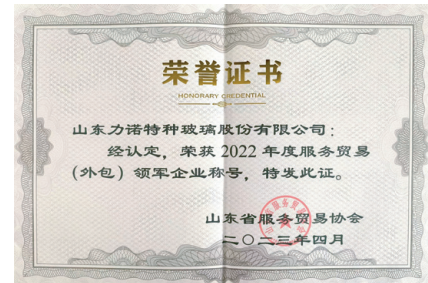 荣誉证书
HONORARY CREDENTIAL
山东力诺特种玻璃股份有限公司：
经认定，荣获2022年度服务贸易
（外包）领军企业称号，特发此证。
山东省服务贸易协会
二〇二三年四月